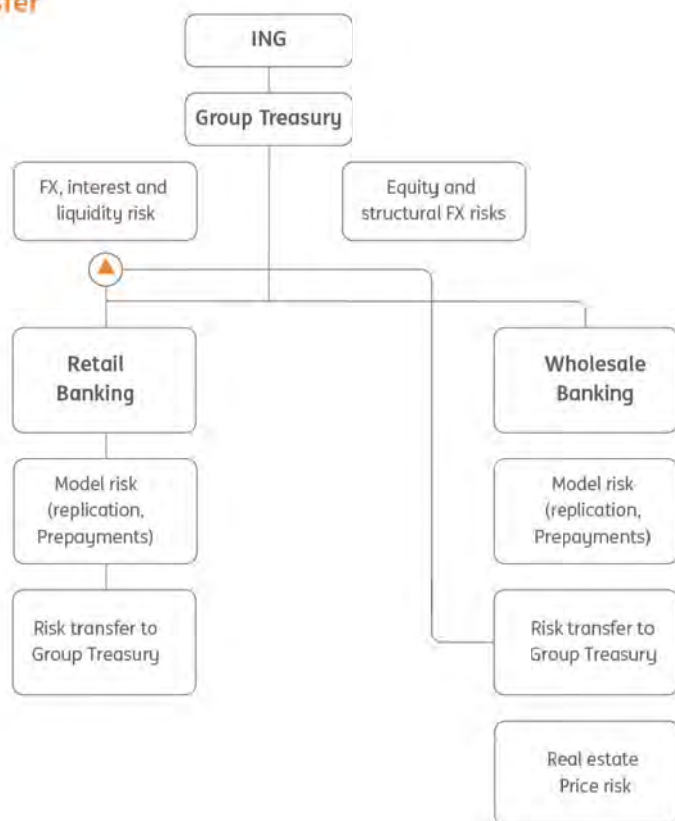 ING
Group Treasury
FX, interest and
liquidity risk
Equity and
structural FX risks
Retail
Banking
Wholesale
Banking
Model risk
(replication,
Prepayments)
Model risk
(replication,
Prepayments)
Risk transfer to
Group Treasury
Risk transfer to
Group Treasury
Real estate
Price risk